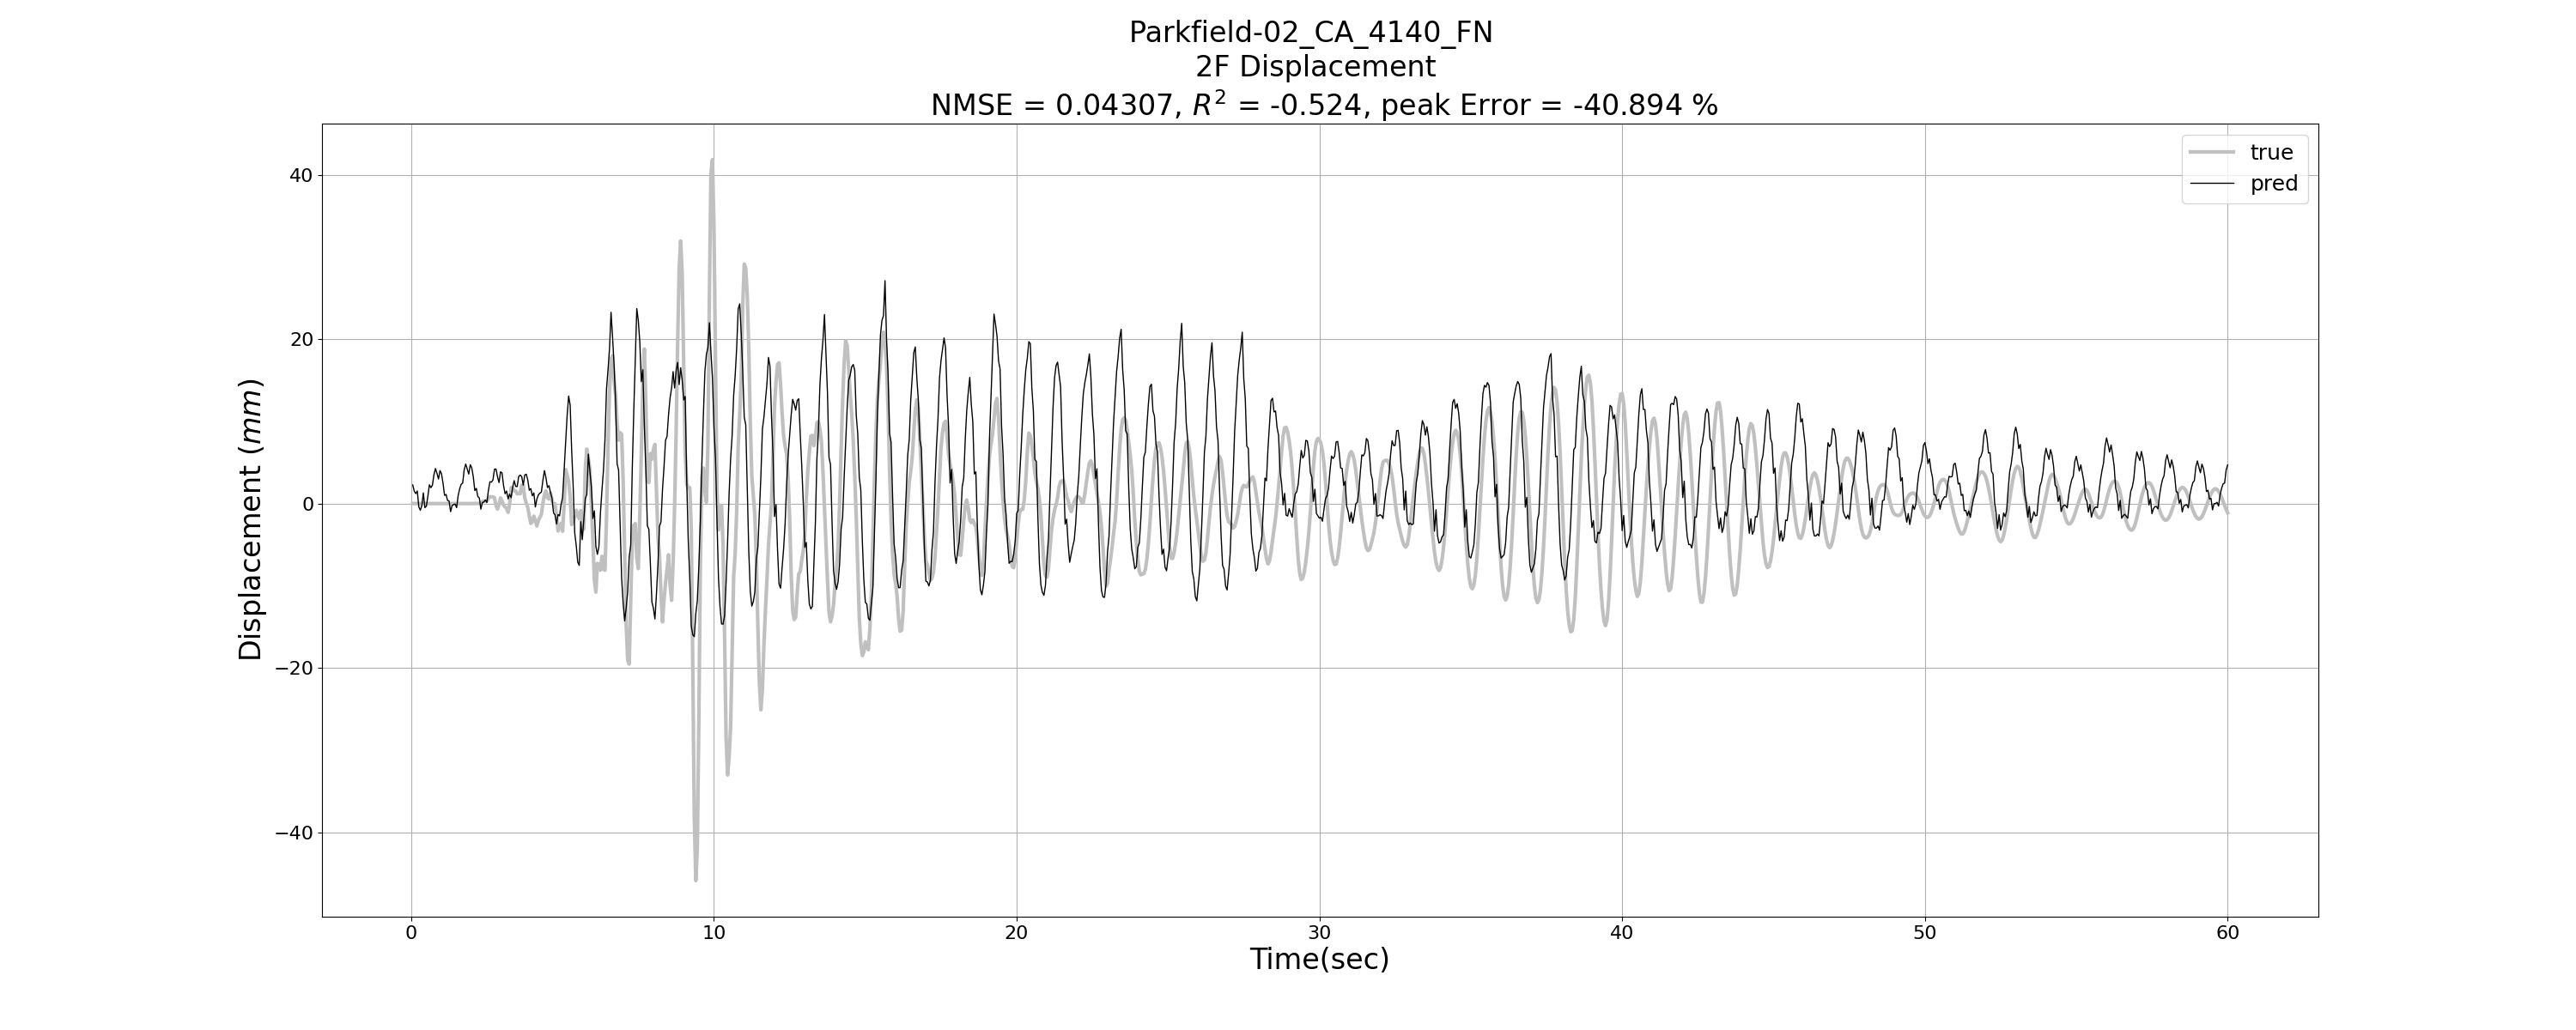 Parkfield-02_CA_4140_FN
2F Displacement
NMSE = 0.04307, R² = -0.524, peak Error = -40.894 %
true
pred
Displacement (mm)
40
20
0
−20
−40
0 10 20 30 40 50 60
Time(sec)